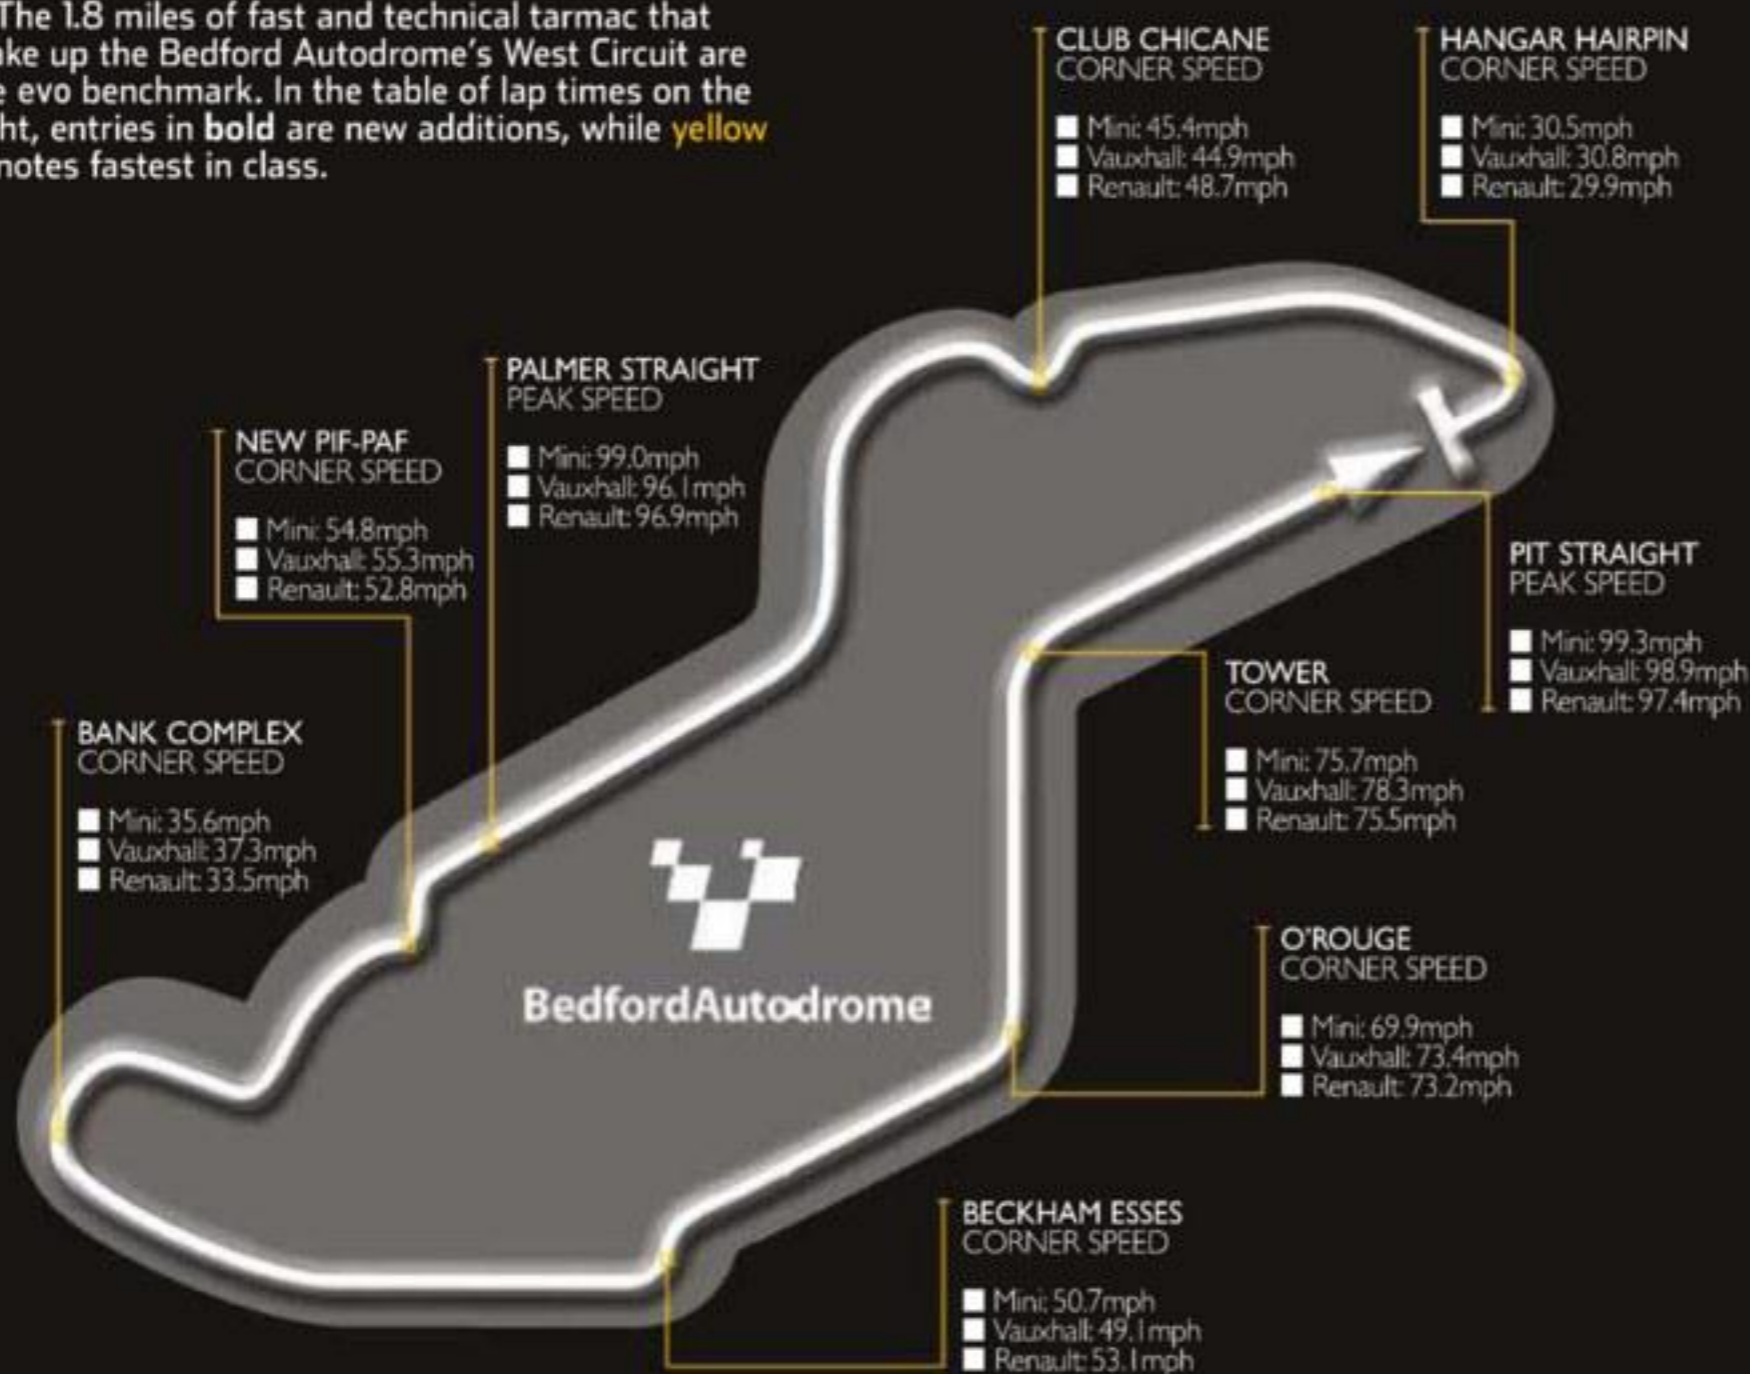 The 1.8 miles of fast and technical tarmac that
ke up the Bedford Autodrome's West Circuit are
e evo benchmark. In the table of lap times on the
ht, entries in bold are new additions, while yellow
notes fastest in class.
CLUB CHICANE
CORNER SPEED
Mini: 45.4mph
Vauxhall: 44.9mph
Renault: 48.7mph
HANGAR HAIRPIN
CORNER SPEED
Mini: 30.5mph
Vauxhall: 30.8mph
Renault: 29.9mph
PALMER STRAIGHT
PEAK SPEED
Mini: 99.0mph
Vauxhall: 96.1mph
Renault: 96.9mph
NEW PIF-PAF
CORNER SPEED
Mini: 54.8mph
Vauxhall: 55.3mph
Renault: 52.8mph
PIT STRAIGHT
PEAK SPEED
Mini: 99.3mph
Vauxhall: 98.9mph
Renault: 97.4mph
TOWER
CORNER SPEED
Mini: 75.7mph
Vauxhall: 78.3mph
Renault: 75.5mph
BANK COMPLEX
CORNER SPEED
Mini: 35.6mph
Vauxhall: 37.3mph
Renault: 33.5mph
BedfordAutodrome
O'ROUGE
CORNER SPEED
Mini: 69.9mph
Vauxhall: 73.4mph
Renault: 73.2mph
BECKHAM ESSES
CORNER SPEED
Mini: 50.7mph
Vauxhall: 49.1mph
Renault: 53.1mph